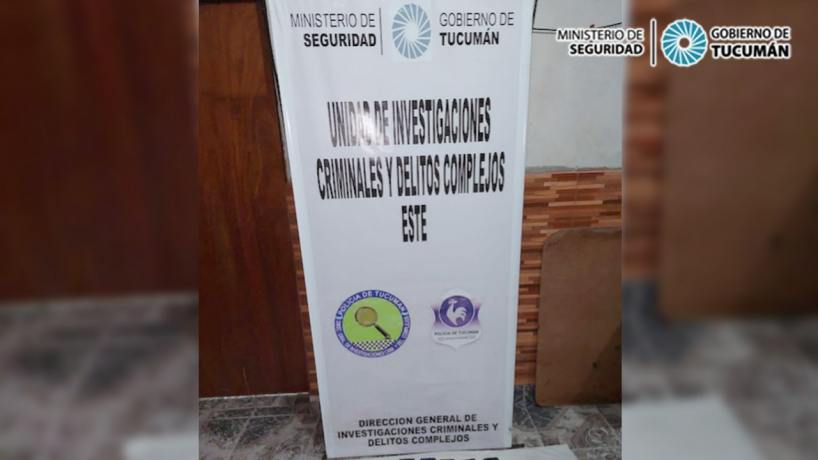 MINISTERIO DE
SEGURIDAD
GOBIERNO DE
TUCUMÁN
MINISTERIO DE
SEGURIDAD
GOBIERNO DE
TUCUMÁN
UNIDAD DE INVESTIGACIONES
CRIMINALES Y DELITOS COMPLEJOS
ESTE
POLICIA DE TUCUMAN
POLICIA DE TUCUMAN
DIRECCION GENERAL DE
INVESTIGACIONES CRIMINALES Y
DELITOS COMPLEJOS